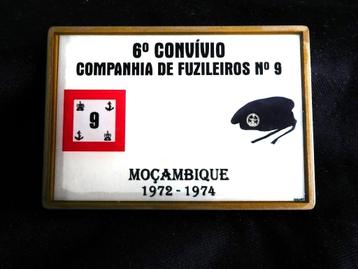 6º CONVÍVIO
COMPANHIA DE FUZILEIROS Nº 9
9
MOÇAMBIQUE
1972 - 1974